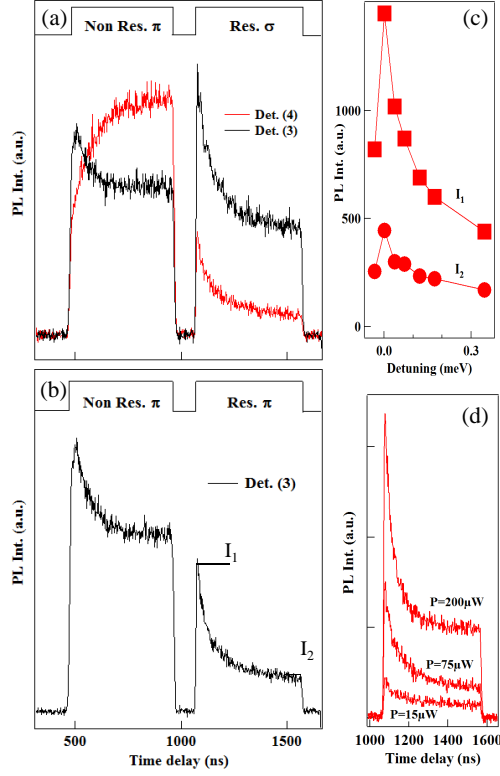 (a)
Non Res. π
Res. σ
Det. (4)
Det. (3)
PL Int. (a.u.)
(b)
Non Res. π
Res. π
Det. (3)
I1
I2
PL Int. (a.u.)
500
1000
1500
Time delay (ns)
(c)
1000
500
0
I1
I2
PL Int. (a.u.)
0.0
0.3
Detuning (meV)
(d)
P=200µW
P=75µW
P=15µW
PL Int. (a.u.)
1000 1200 1400 1600
Time delay (ns)